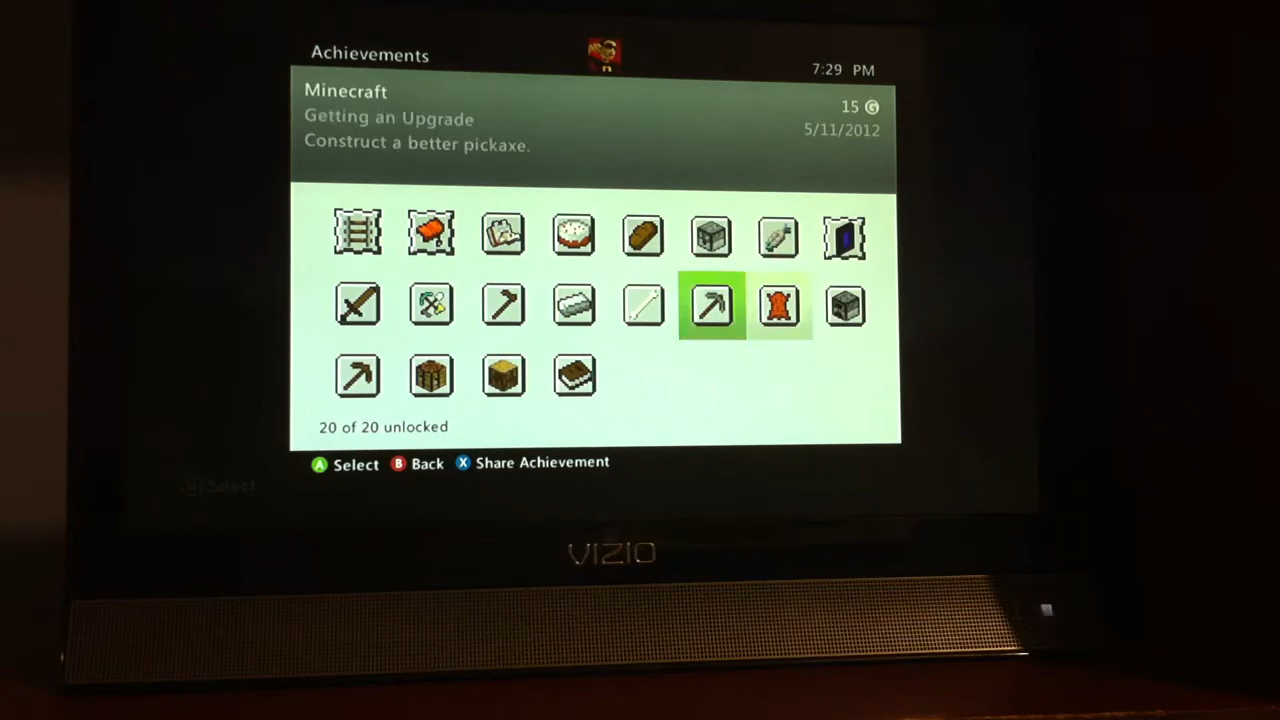 Achievements
7:29 PM
Minecraft
15 G
Getting an Upgrade
5/11/2012
Construct a better pickaxe.
20 of 20 unlocked
A Select B Back X Share Achievement
Select
VIZIO